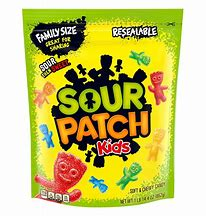 FAMILY SIZE
GREAT FOR
SHARING
RESEALABLE
SOUR
THEN
SWEET
SOUR
PATCH
Kids
SOFT & CHEWY CANDY